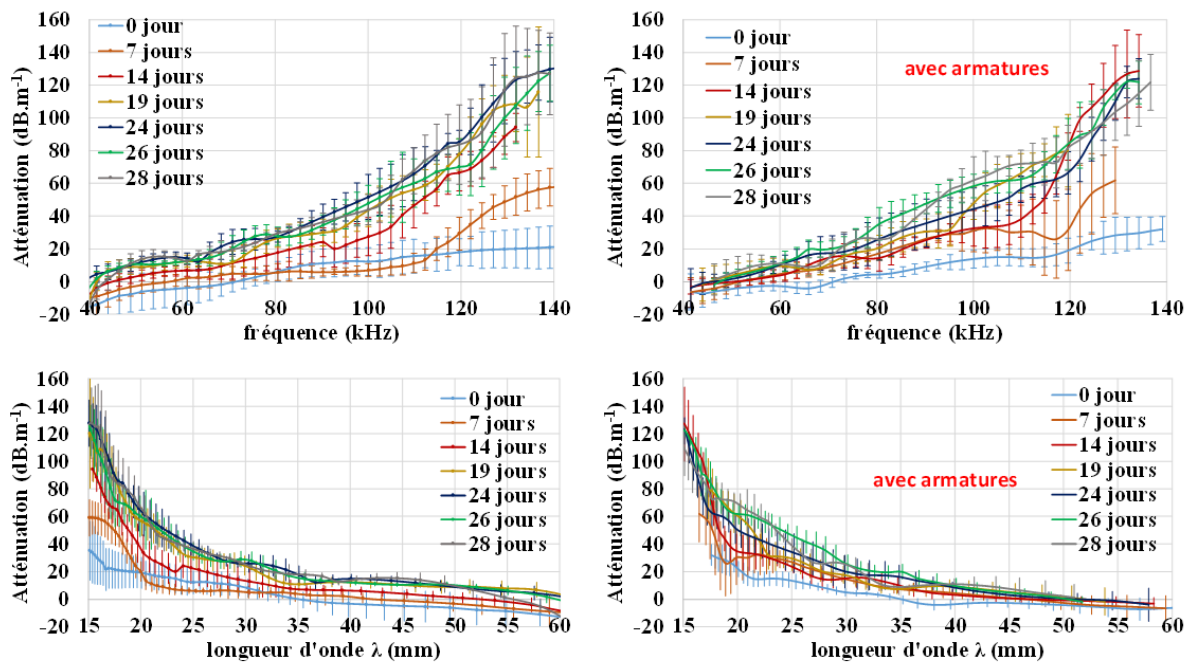 Atténuation (dB.m-1)
160
140
120
100
80
60
40
20
0
-20
0 jour
7 jours
14 jours
19 jours
24 jours
26 jours
28 jours
40 60 80 100 120 140
fréquence (kHz)
Atténuation (dB.m-1)
160
140
120
100
80
60
40
20
0
-20
0 jour
7 jours
14 jours
19 jours
24 jours
26 jours
28 jours
avec armatures
40 60 80 100 120 140
fréquence (kHz)
Atténuation (dB.m-1)
160
140
120
100
80
60
40
20
0
-20
0 jour
7 jours
14 jours
19 jours
24 jours
26 jours
28 jours
15 20 25 30 35 40 45 50 55 60
longueur d'onde λ (mm)
Atténuation (dB.m-1)
160
140
120
100
80
60
40
20
0
-20
0 jour
7 jours
14 jours
19 jours
24 jours
26 jours
28 jours
avec armatures
15 20 25 30 35 40 45 50 55 60
longueur d'onde λ (mm)